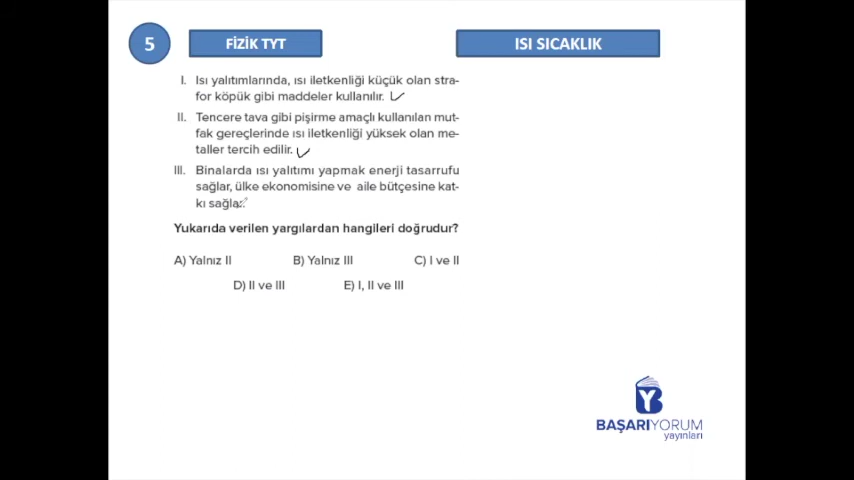 5
FİZİK TYT
ISI SICAKLIK
I. Isı yalıtımlarında, ısı iletkenliği küçük olan stra-
for köpük gibi maddeler kullanılır.
II. Tencere tava gibi pişirme amaçlı kullanılan mut-
fak gereçlerinde ısı iletkenliği yüksek olan me-
taller tercih edilir.
III. Binalarda ısı yalıtımı yapmak enerji tasarrufu
sağlar, ülke ekonomisine ve aile bütçesine kat-
kı sağlar.
Yukarıda verilen yargılardan hangileri doğrudur?
A) Yalnız II B) Yalnız III C) I ve II
D) II ve III E) I, II ve III
BAŞARIYORUM
yayınları